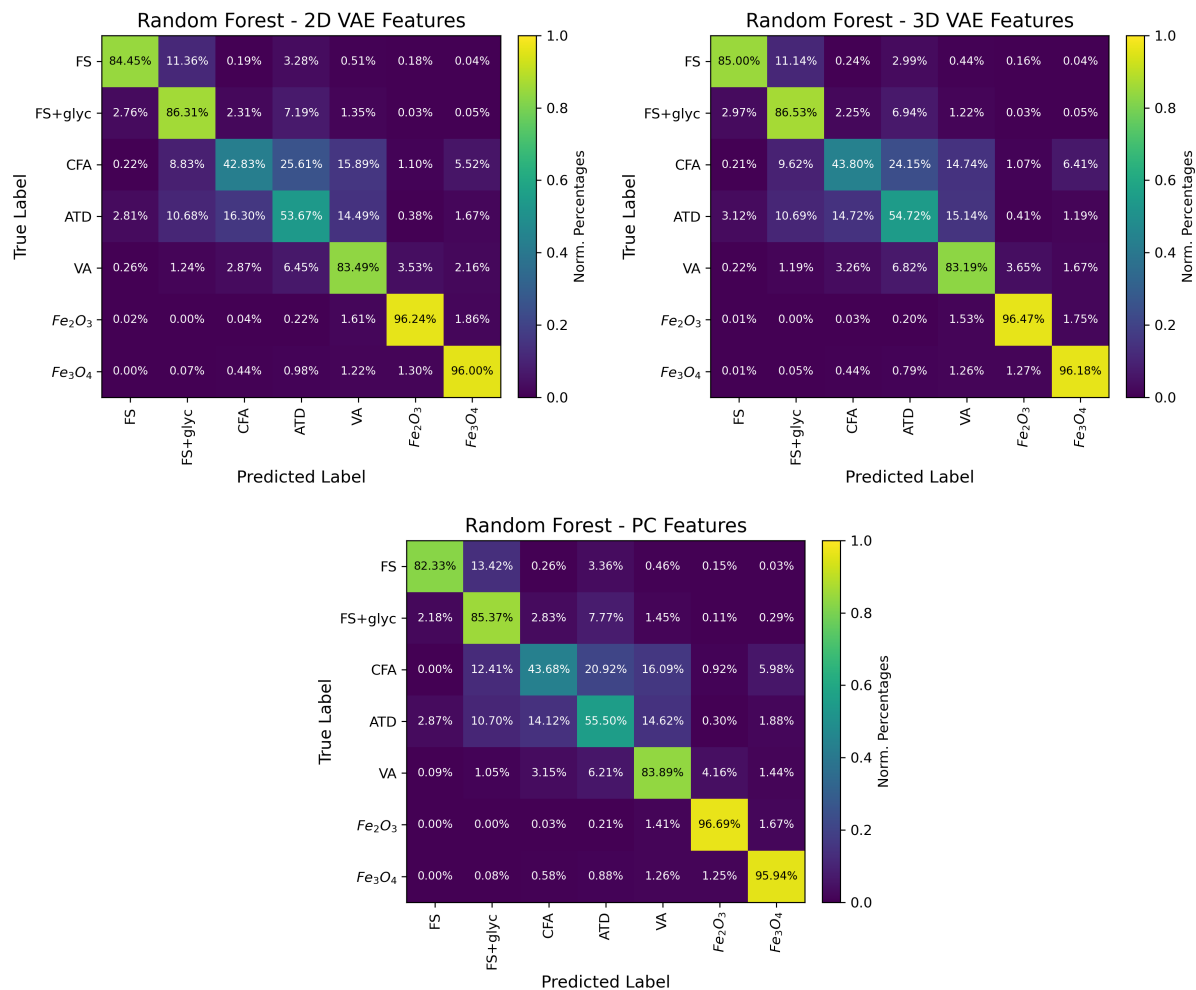 Random Forest - 2D VAE Features
True Label
FS 84.45% 11.36% 0.19% 3.28% 0.51% 0.18% 0.04%
FS+glyc 2.76% 86.31% 2.31% 7.19% 1.35% 0.03% 0.05%
CFA 0.22% 8.83% 42.83% 25.61% 15.89% 1.10% 5.52%
ATD 2.81% 10.68% 16.30% 53.67% 14.49% 0.38% 1.67%
VA 0.26% 1.24% 2.87% 6.45% 83.49% 3.53% 2.16%
Fe₂O₃ 0.02% 0.00% 0.04% 0.22% 1.61% 96.24% 1.86%
Fe₃O₄ 0.00% 0.07% 0.44% 0.98% 1.22% 1.30% 96.00%
FS FS+glyc CFA ATD VA Fe₂O₃ Fe₃O₄
Predicted Label
1.0
0.8
0.6
0.4
0.2
0.0
Norm. Percentages
Random Forest - 3D VAE Features
True Label
FS 85.00% 11.14% 0.24% 2.99% 0.44% 0.16% 0.04%
FS+glyc 2.97% 86.53% 2.25% 6.94% 1.22% 0.03% 0.05%
CFA 0.21% 9.62% 43.80% 24.15% 14.74% 1.07% 6.41%
ATD 3.12% 10.69% 14.72% 54.72% 15.14% 0.41% 1.19%
VA 0.22% 1.19% 3.26% 6.82% 83.19% 3.65% 1.67%
Fe₂O₃ 0.01% 0.00% 0.03% 0.20% 1.53% 96.47% 1.75%
Fe₃O₄ 0.01% 0.05% 0.44% 0.79% 1.26% 1.27% 96.18%
FS FS+glyc CFA ATD VA Fe₂O₃ Fe₃O₄
Predicted Label
1.0
0.8
0.6
0.4
0.2
0.0
Norm. Percentages
Random Forest - PC Features
True Label
FS 82.33% 13.42% 0.26% 3.36% 0.46% 0.15% 0.03%
FS+glyc 2.18% 85.37% 2.83% 7.77% 1.45% 0.11% 0.29%
CFA 0.00% 12.41% 43.68% 20.92% 16.09% 0.92% 5.98%
ATD 2.87% 10.70% 14.12% 55.50% 14.62% 0.30% 1.88%
VA 0.09% 1.05% 3.15% 6.21% 83.89% 4.16% 1.44%
Fe₂O₃ 0.00% 0.00% 0.03% 0.21% 1.41% 96.69% 1.67%
Fe₃O₄ 0.00% 0.08% 0.58% 0.88% 1.26% 1.25% 95.94%
FS FS+glyc CFA ATD VA Fe₂O₃ Fe₃O₄
Predicted Label
1.0
0.8
0.6
0.4
0.2
0.0
Norm. Percentages